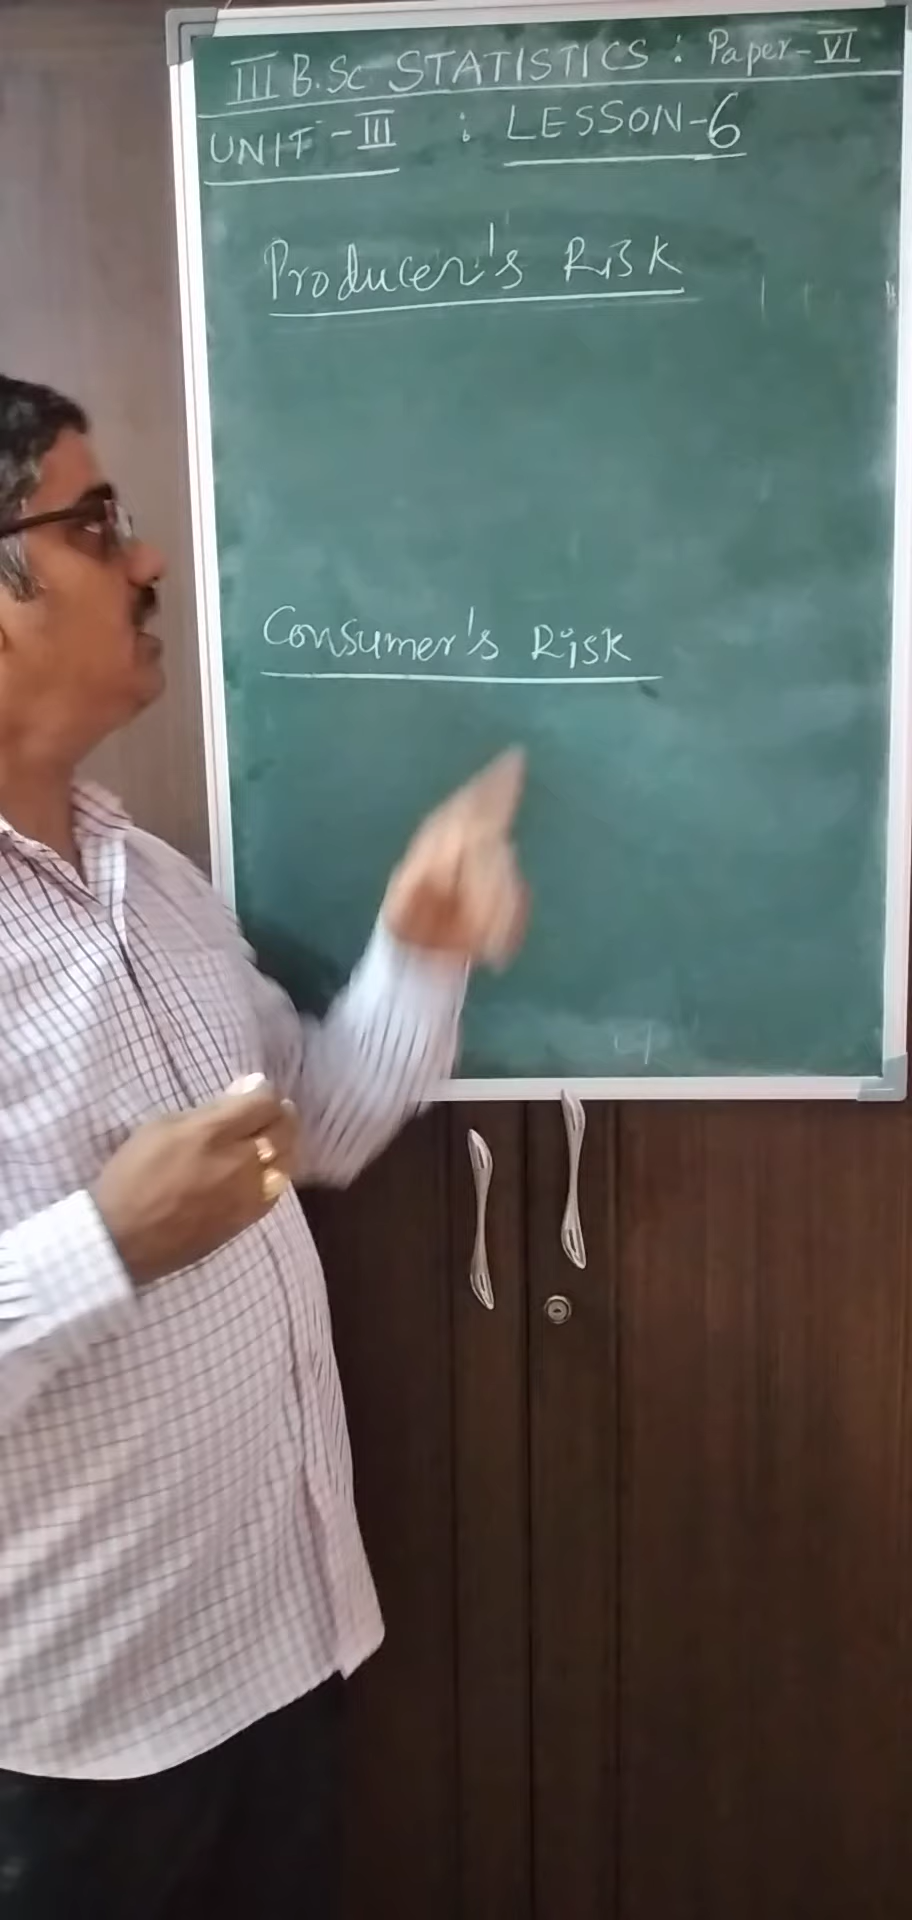 III B.Sc STATISTICS : Paper-VI
UNIT-III : LESSON-6
Producer's Risk
Consumer's Risk